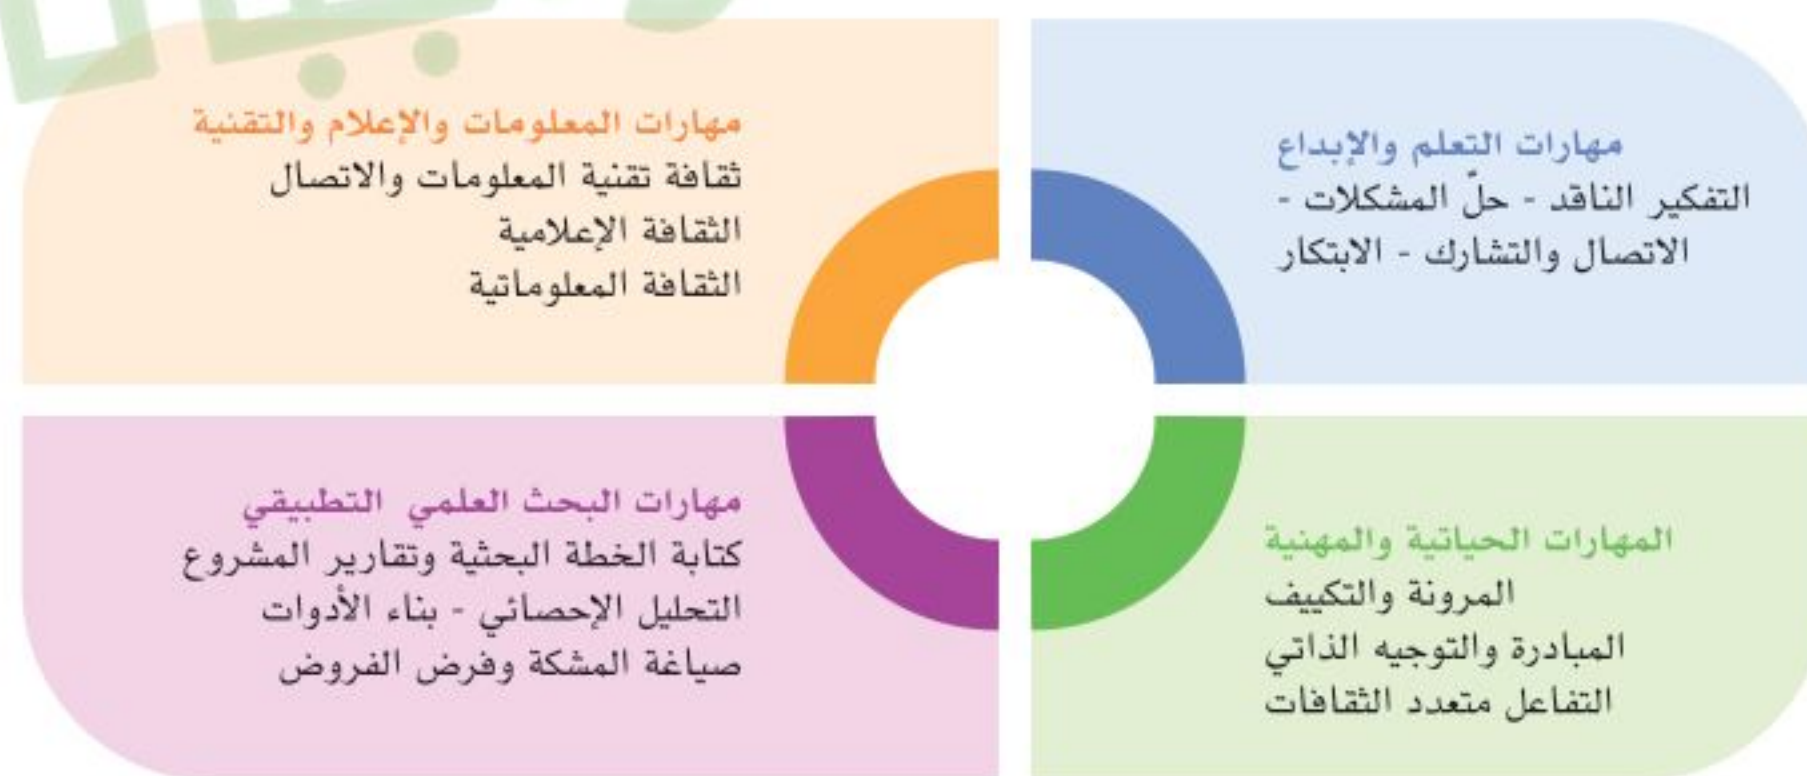 مهارات التعلم والإبداع
التفكير الناقد - حلّ المشكلات -
الاتصال والتشارك - الابتكار
مهارات المعلومات والإعلام والتقنية
ثقافة تقنية المعلومات والاتصال
الثقافة الإعلامية
الثقافة المعلوماتية
المهارات الحياتية والمهنية
المرونة والتكييف
المبادرة والتوجيه الذاتي
التفاعل متعدد الثقافات
مهارات البحث العلمي التطبيقي
كتابة الخطة البحثية وتقارير المشروع
التحليل الإحصائي - بناء الأدوات
صياغة المشكة وفرض الفروض